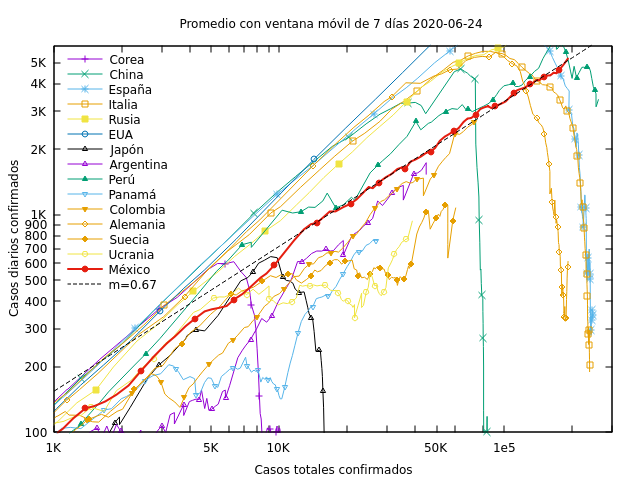 Promedio con ventana móvil de 7 días 2020-06-24
Casos diarios confirmados
5K
4K
3K
2K
1K
900
800
700
600
500
400
300
200
100
Corea
China
España
Italia
Rusia
EUA
Japón
Argentina
Perú
Panamá
Colombia
Alemania
Suecia
Ucrania
México
m=0.67
1K
5K
10K
50K
1e5
Casos totales confirmados